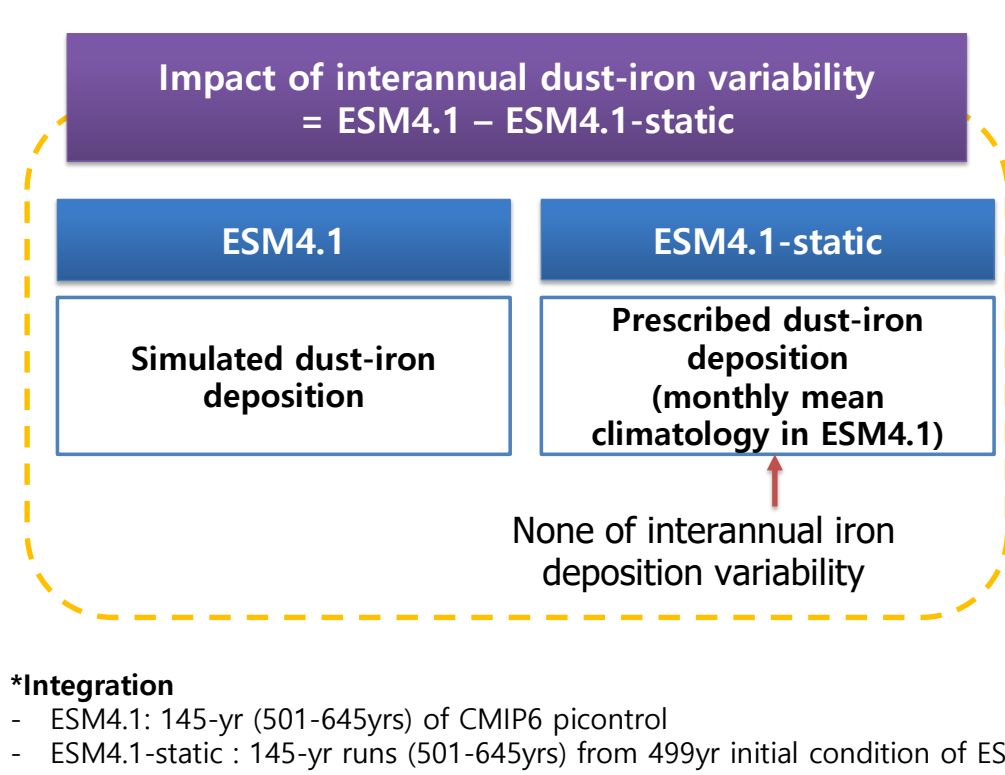 Impact of interannual dust-iron variability
= ESM4.1 – ESM4.1-static
ESM4.1
ESM4.1-static
Simulated dust-iron
deposition
Prescribed dust-iron
deposition
(monthly mean
climatology in ESM4.1)
None of interannual iron
deposition variability
*Integration
- ESM4.1: 145-yr (501-645yrs) of CMIP6 picontrol
- ESM4.1-static : 145-yr runs (501-645yrs) from 499yr initial condition of